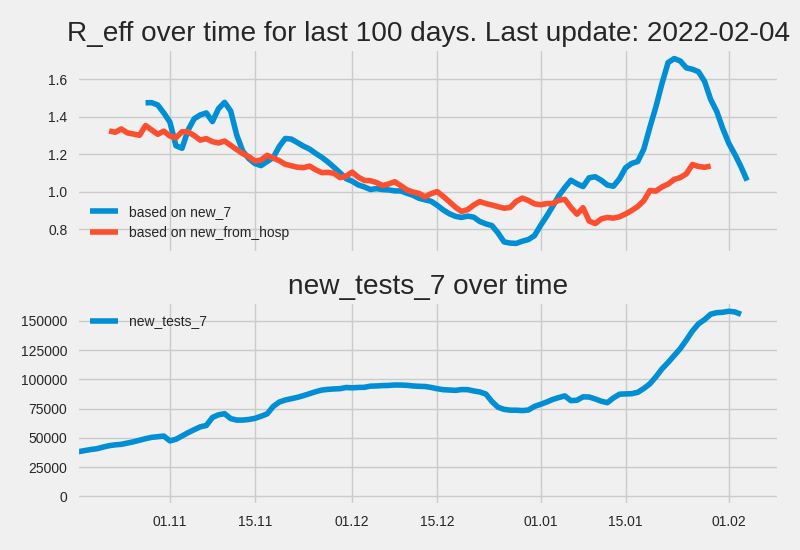 R_eff over time for last 100 days. Last update: 2022-02-04
1.6
1.4
1.2
1.0
0.8
based on new_7
based on new_from_hosp
new_tests_7 over time
150000
125000
100000
75000
50000
25000
0
new_tests_7
01.11 15.11 01.12 15.12 01.01 15.01 01.02